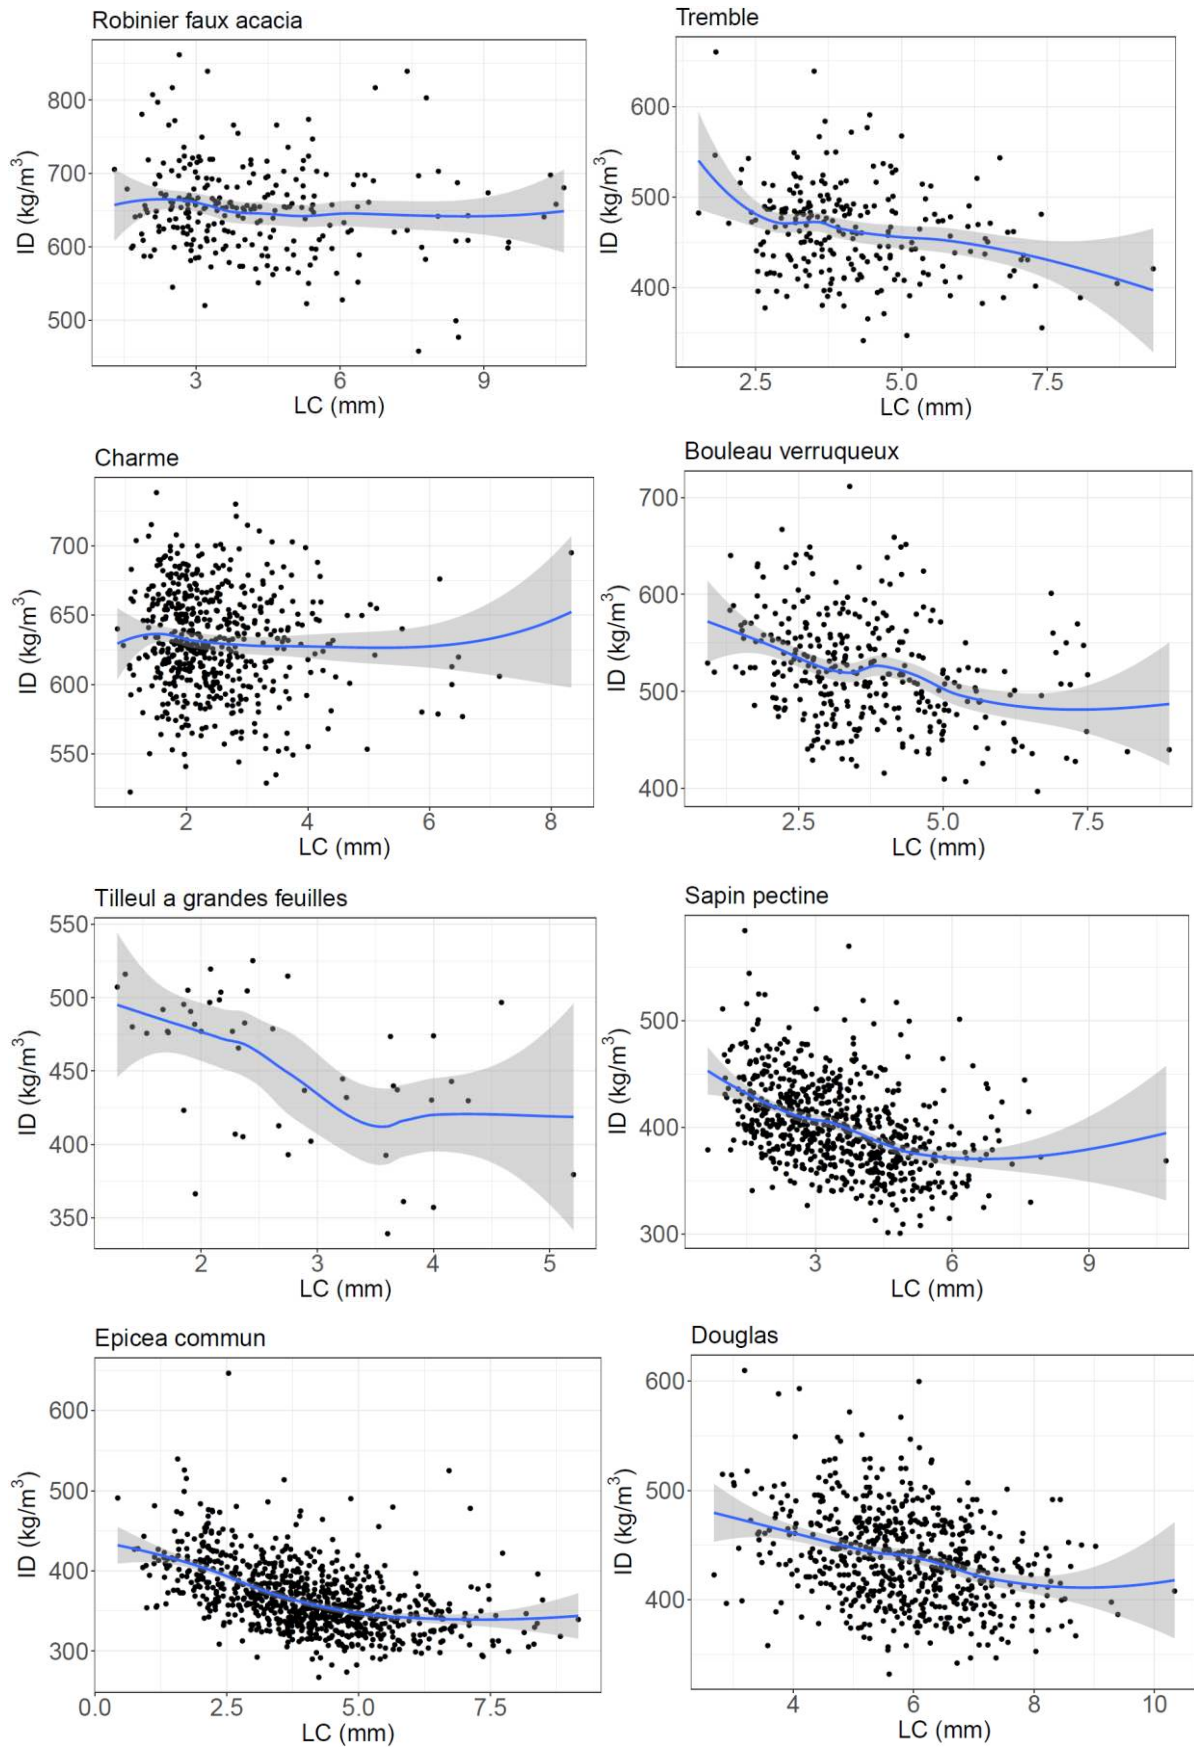 Robinier faux acacia
800
700
600
500
ID (kg/m³)
3 6 9
LC (mm)
Tremble
600
500
400
ID (kg/m³)
2.5 5.0 7.5
LC (mm)
Charme
700
650
600
550
ID (kg/m³)
2 4 6 8
LC (mm)
Bouleau verruqueux
700
600
500
400
ID (kg/m³)
2.5 5.0 7.5
LC (mm)
Tilleul a grandes feuilles
550
500
450
400
350
ID (kg/m³)
2 3 4 5
LC (mm)
Sapin pectine
500
400
300
ID (kg/m³)
3 6 9
LC (mm)
Epicea commun
600
500
400
300
ID (kg/m³)
0.0 2.5 5.0 7.5
LC (mm)
Douglas
600
500
400
ID (kg/m³)
4 6 8 10
LC (mm)